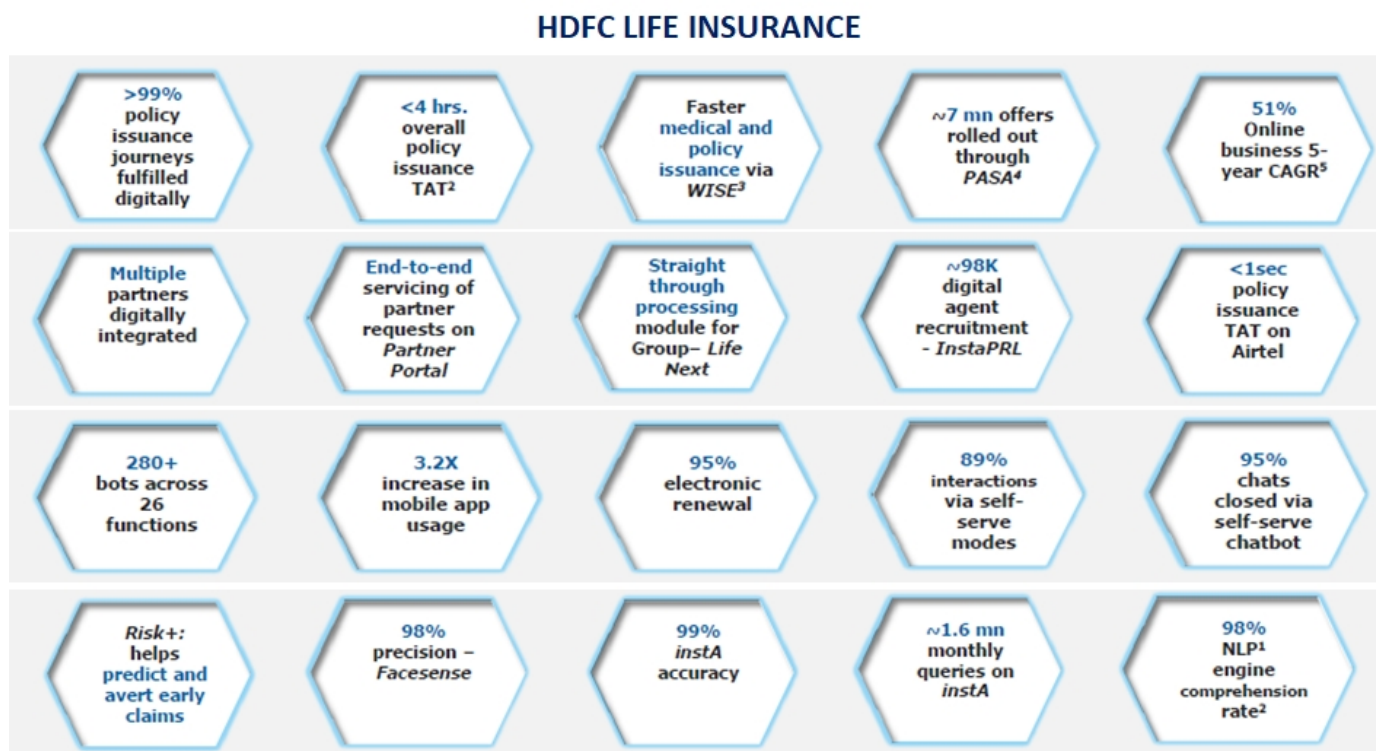 HDFC LIFE INSURANCE
>99%
policy
issuance
journeys
fulfilled
digitally
<4 hrs.
overall
policy
issuance
TAT²
Faster
medical and
policy
issuance via
WISE³
~7 mn offers
rolled out
through
PASA⁴
51%
Online
business 5-
year CAGR⁵
Multiple
partners
digitally
integrated
End-to-end
servicing of
partner
requests on
Partner
Portal
Straight
through
processing
module for
Group– Life
Next
~98K
digital
agent
recruitment
- InstaPRL
<1sec
policy
issuance
TAT on
Airtel
280+
bots across
26
functions
3.2X
increase in
mobile app
usage
95%
electronic
renewal
89%
interactions
via self-
serve
modes
95%
chats
closed via
self-serve
chatbot
Risk+:
helps
predict and
avert early
claims
98%
precision –
Facesense
99%
instA
accuracy
~1.6 mn
monthly
queries on
instA
98%
NLP¹
engine
comprehension
rate²